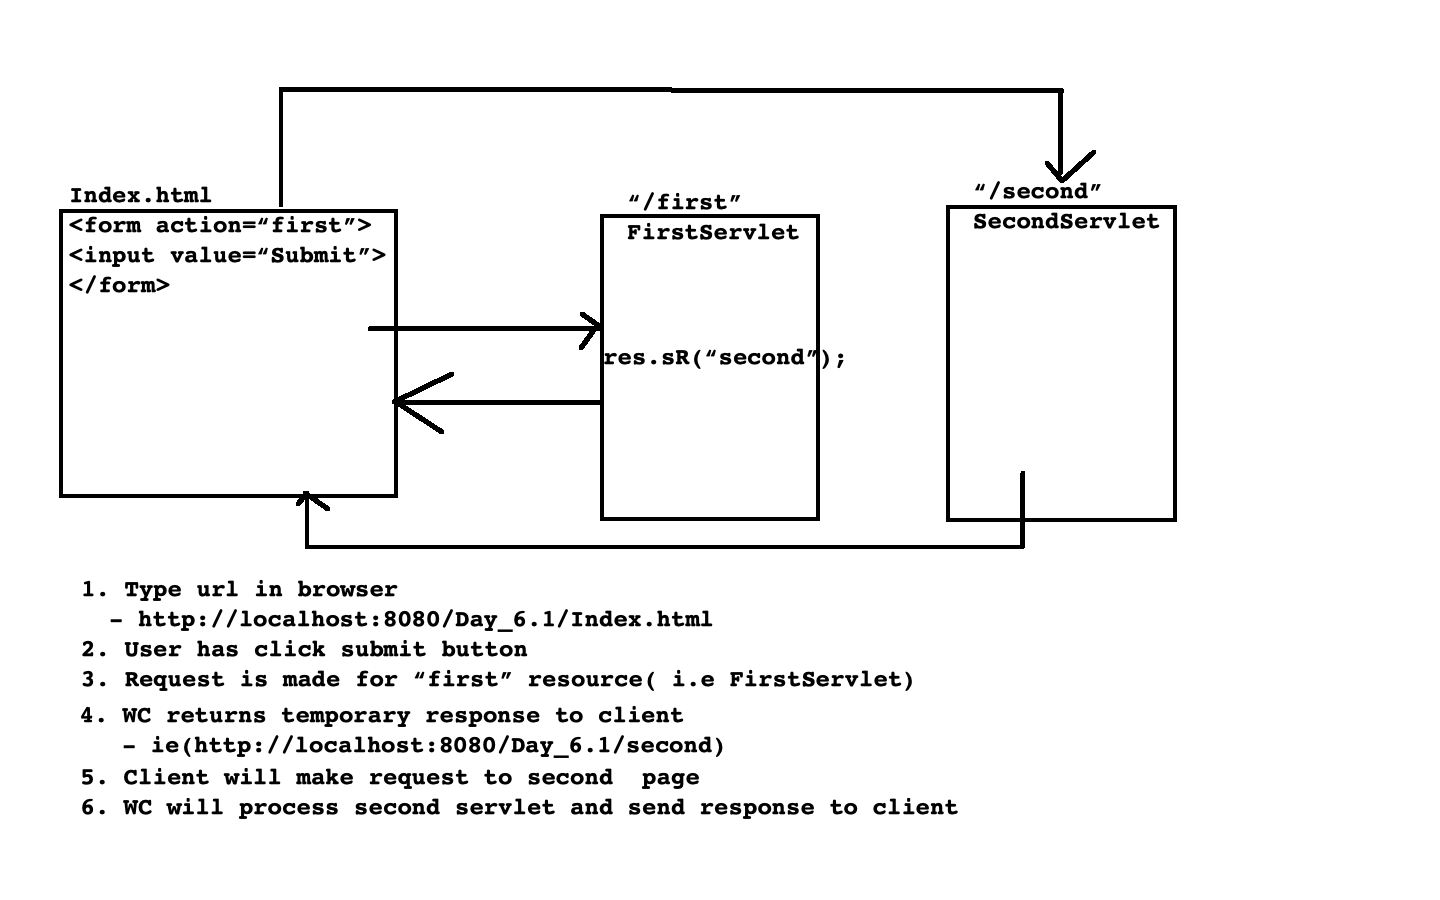 Index.html
<form action=“first”>
<input value=“Submit”>
</form>
“/first”
FirstServlet
res.sR(“second”);
“/second”
SecondServlet
1. Type url in browser
– http://localhost:8080/Day_6.1/Index.html
2. User has click submit button
3. Request is made for “first” resource( i.e FirstServlet)
4. WC returns temporary response to client
– ie(http://localhost:8080/Day_6.1/second)
5. Client will make request to second  page
6. WC will process second servlet and send response to client